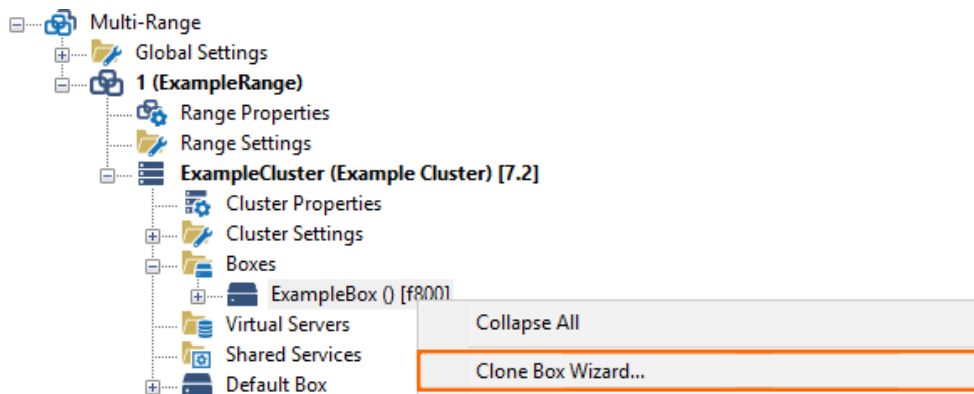 Multi-Range
Global Settings
1 (ExampleRange)
Range Properties
Range Settings
ExampleCluster (Example Cluster) [7.2]
Cluster Properties
Cluster Settings
Boxes
ExampleBox () [f800]
Virtual Servers
Collapse All
Shared Services
Clone Box Wizard...
Default Box